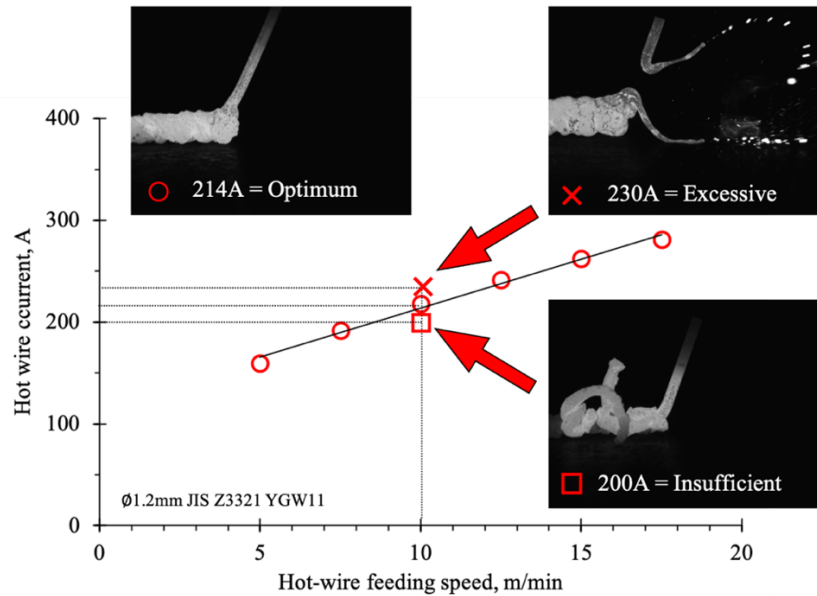 214A = Optimum
230A = Excessive
400
300
200
100
0
Hot wire ccurrent, A
200A = Insufficient
Ø1.2mm JIS Z3321 YGW11
0
5
10
15
20
Hot-wire feeding speed, m/min